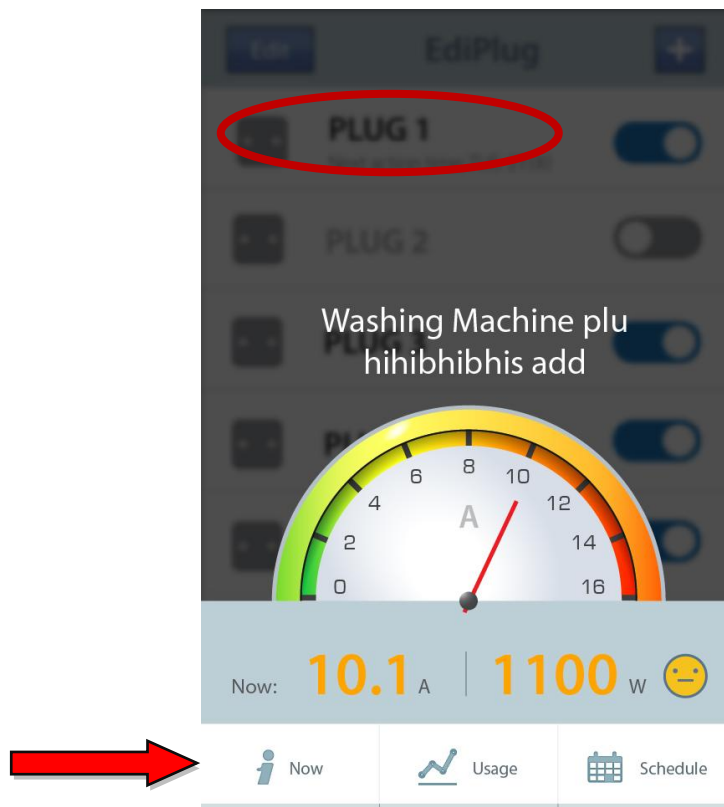 Edit EdiPlug +
PLUG 1
PLUG 2
Washing Machine plu
hihibhibhis add
0 2 4 6 8 10 12 14 16
A
Now: 10.1 A | 1100 W
Now Usage Schedule